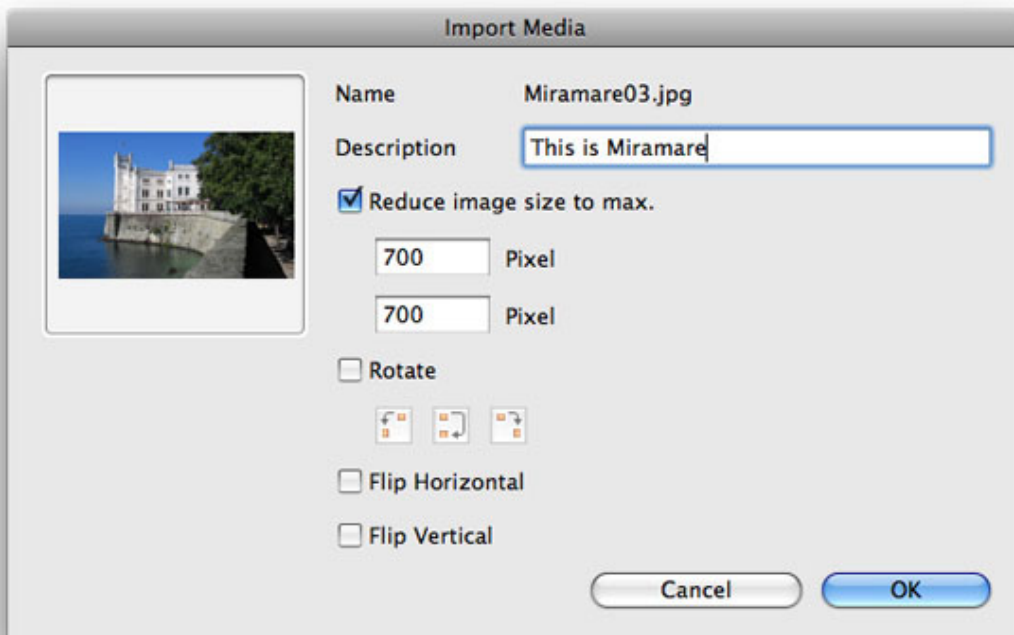 Import Media
Name Miramare03.jpg
Description This is Miramare
Reduce image size to max.
700 Pixel
700 Pixel
Rotate
Flip Horizontal
Flip Vertical
Cancel OK